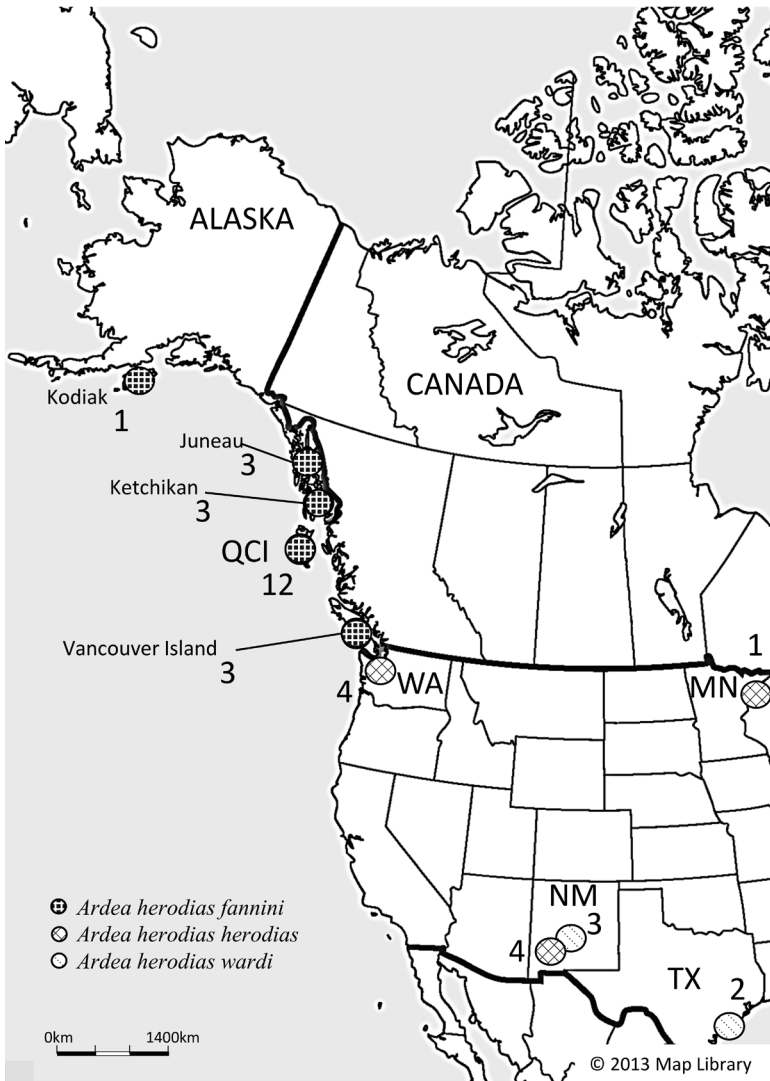 ALASKA
CANADA
Kodiak
1
Juneau
3
Ketchikan
3
QCI
12
Vancouver Island
3
1
4
WA
MN
NM
3
4
TX
2
Ardea herodias fannini
Ardea herodias herodias
Ardea herodias wardi
0km 1400km
© 2013 Map Library